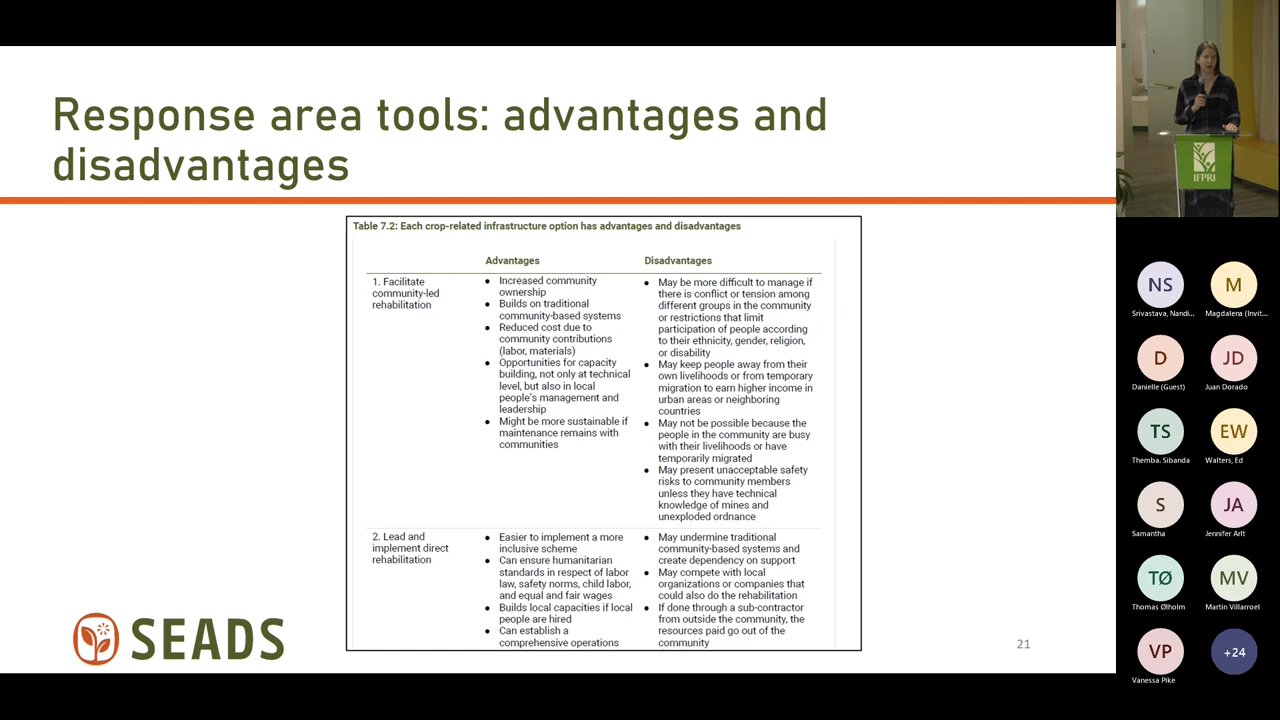 Response area tools: advantages and
disadvantages
Table 7.2: Each crop-related infrastructure option has advantages and disadvantages
Advantages
Disadvantages
1. Facilitate
community-led
rehabilitation
● Increased community
ownership
● Builds on traditional
community-based systems
● Reduced cost due to
community contributions
(labor, materials)
● Opportunities for capacity
building, not only at technical
level, but also in local
people's management and
leadership
● Might be more sustainable if
maintenance remains with
communities
● May be more difficult to manage if
there is conflict or tension among
different groups in the community
or restrictions that limit
participation of people according
to their ethnicity, gender, religion,
or disability
● May keep people away from their
own livelihoods or from temporary
migration to earn higher income in
urban areas or neighboring
countries
● May not be possible because the
people in the community are busy
with their livelihoods or have
temporarily migrated
● May present unacceptable safety
risks to community members
unless they have technical
knowledge of mines and
unexploded ordnance
2. Lead and
implement direct
rehabilitation
● Easier to implement a more
inclusive scheme
● Can ensure humanitarian
standards in respect of labor
law, safety norms, child labor,
and equal and fair wages
● Builds local capacities if local
people are hired
● Can establish a
comprehensive operations
● May undermine traditional
community-based systems and
create dependency on support
● May compete with local
organizations or companies that
could also do the rehabilitation
● If done through a sub-contractor
from outside the community, the
resources paid go out of the
community
SEADS
21
IFPRI
NS
Srivastava, Nandi...
M
Magdalena (Invit...
D
Danielle (Guest)
JD
Juan Dorado
TS
Themba. Sibanda
EW
Walters, Ed
S
Samantha
JA
Jennifer Arlt
TØ
Thomas Ølholm
MV
Martin Villarroel
VP
Vanessa Pike
+24